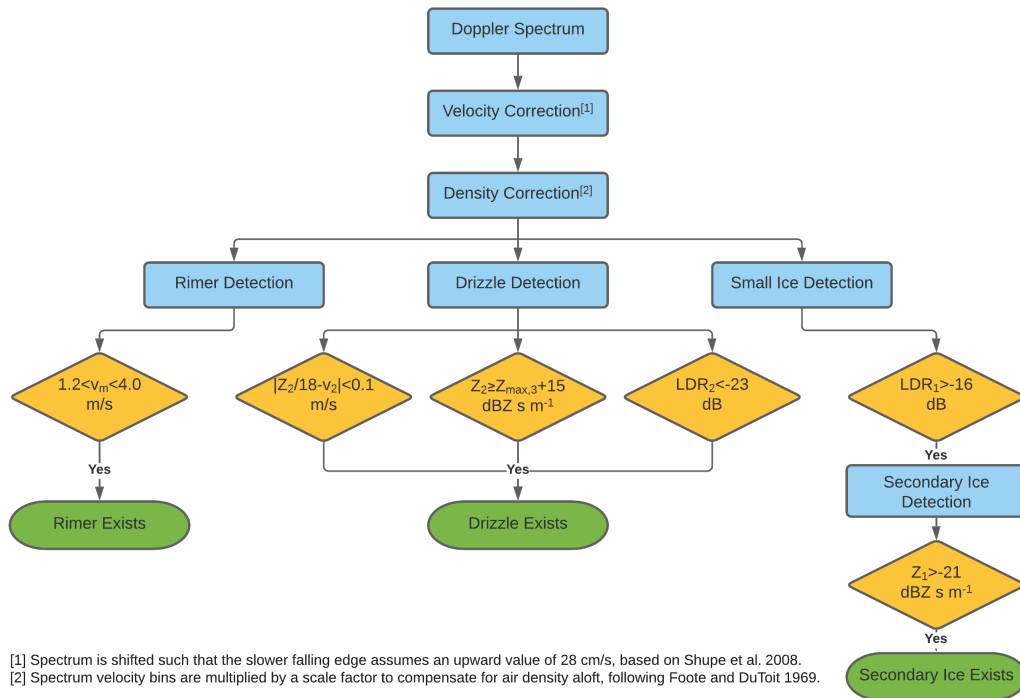 Doppler Spectrum
Velocity Correction[1]
Density Correction[2]
Rimer Detection
Drizzle Detection
Small Ice Detection
1.2<vm<4.0
m/s
|Z2/18-v2|<0.1
m/s
Z2≥Zmax,3+15
dBZ s m-1
LDR2<-23
dB
LDR1>-16
dB
Yes
Yes
Yes
Secondary Ice
Detection
Rimer Exists
Drizzle Exists
Z1>-21
dBZ s m-1
Yes
Secondary Ice Exists
[1] Spectrum is shifted such that the slower falling edge assumes an upward value of 28 cm/s, based on Shupe et al. 2008.
[2] Spectrum velocity bins are multiplied by a scale factor to compensate for air density aloft, following Foote and DuToit 1969.